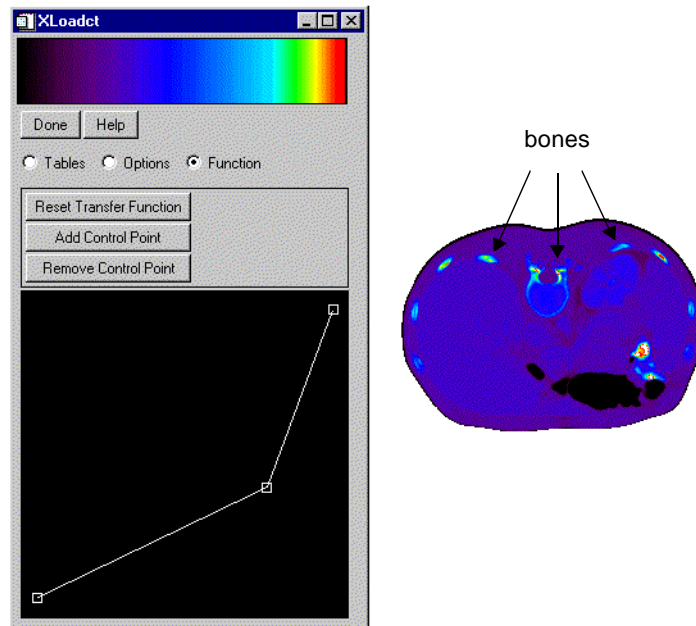 XLoadct
Done Help
Tables Options Function
Reset Transfer Function
Add Control Point
Remove Control Point
bones